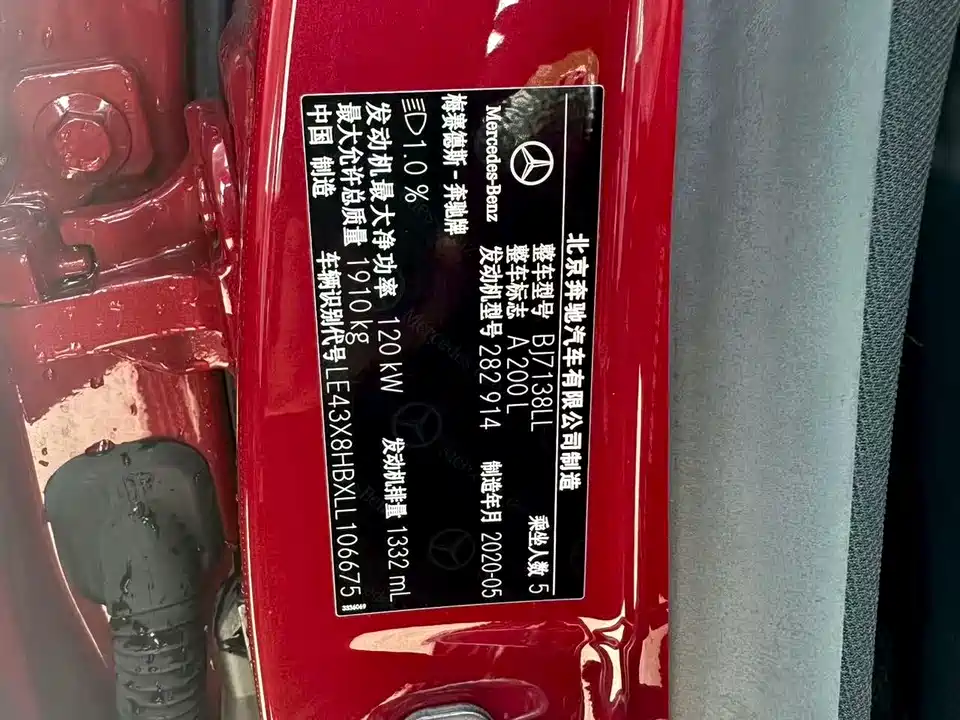 北京奔驰汽车有限公司制造
Mercedes-Benz
整车型号 BJ7138LL
整车标志 A 200 L
乘坐人数 5
梅赛德斯-奔驰牌
发动机型号 282 914
制造年月 2020-05
1.0 %
发动机最大净功率 120 kW
发动机排量 1332 mL
最大允许总质量 1910 kg
中国 制造
车辆识别代号 LE43X8HBXLL106675
3336069